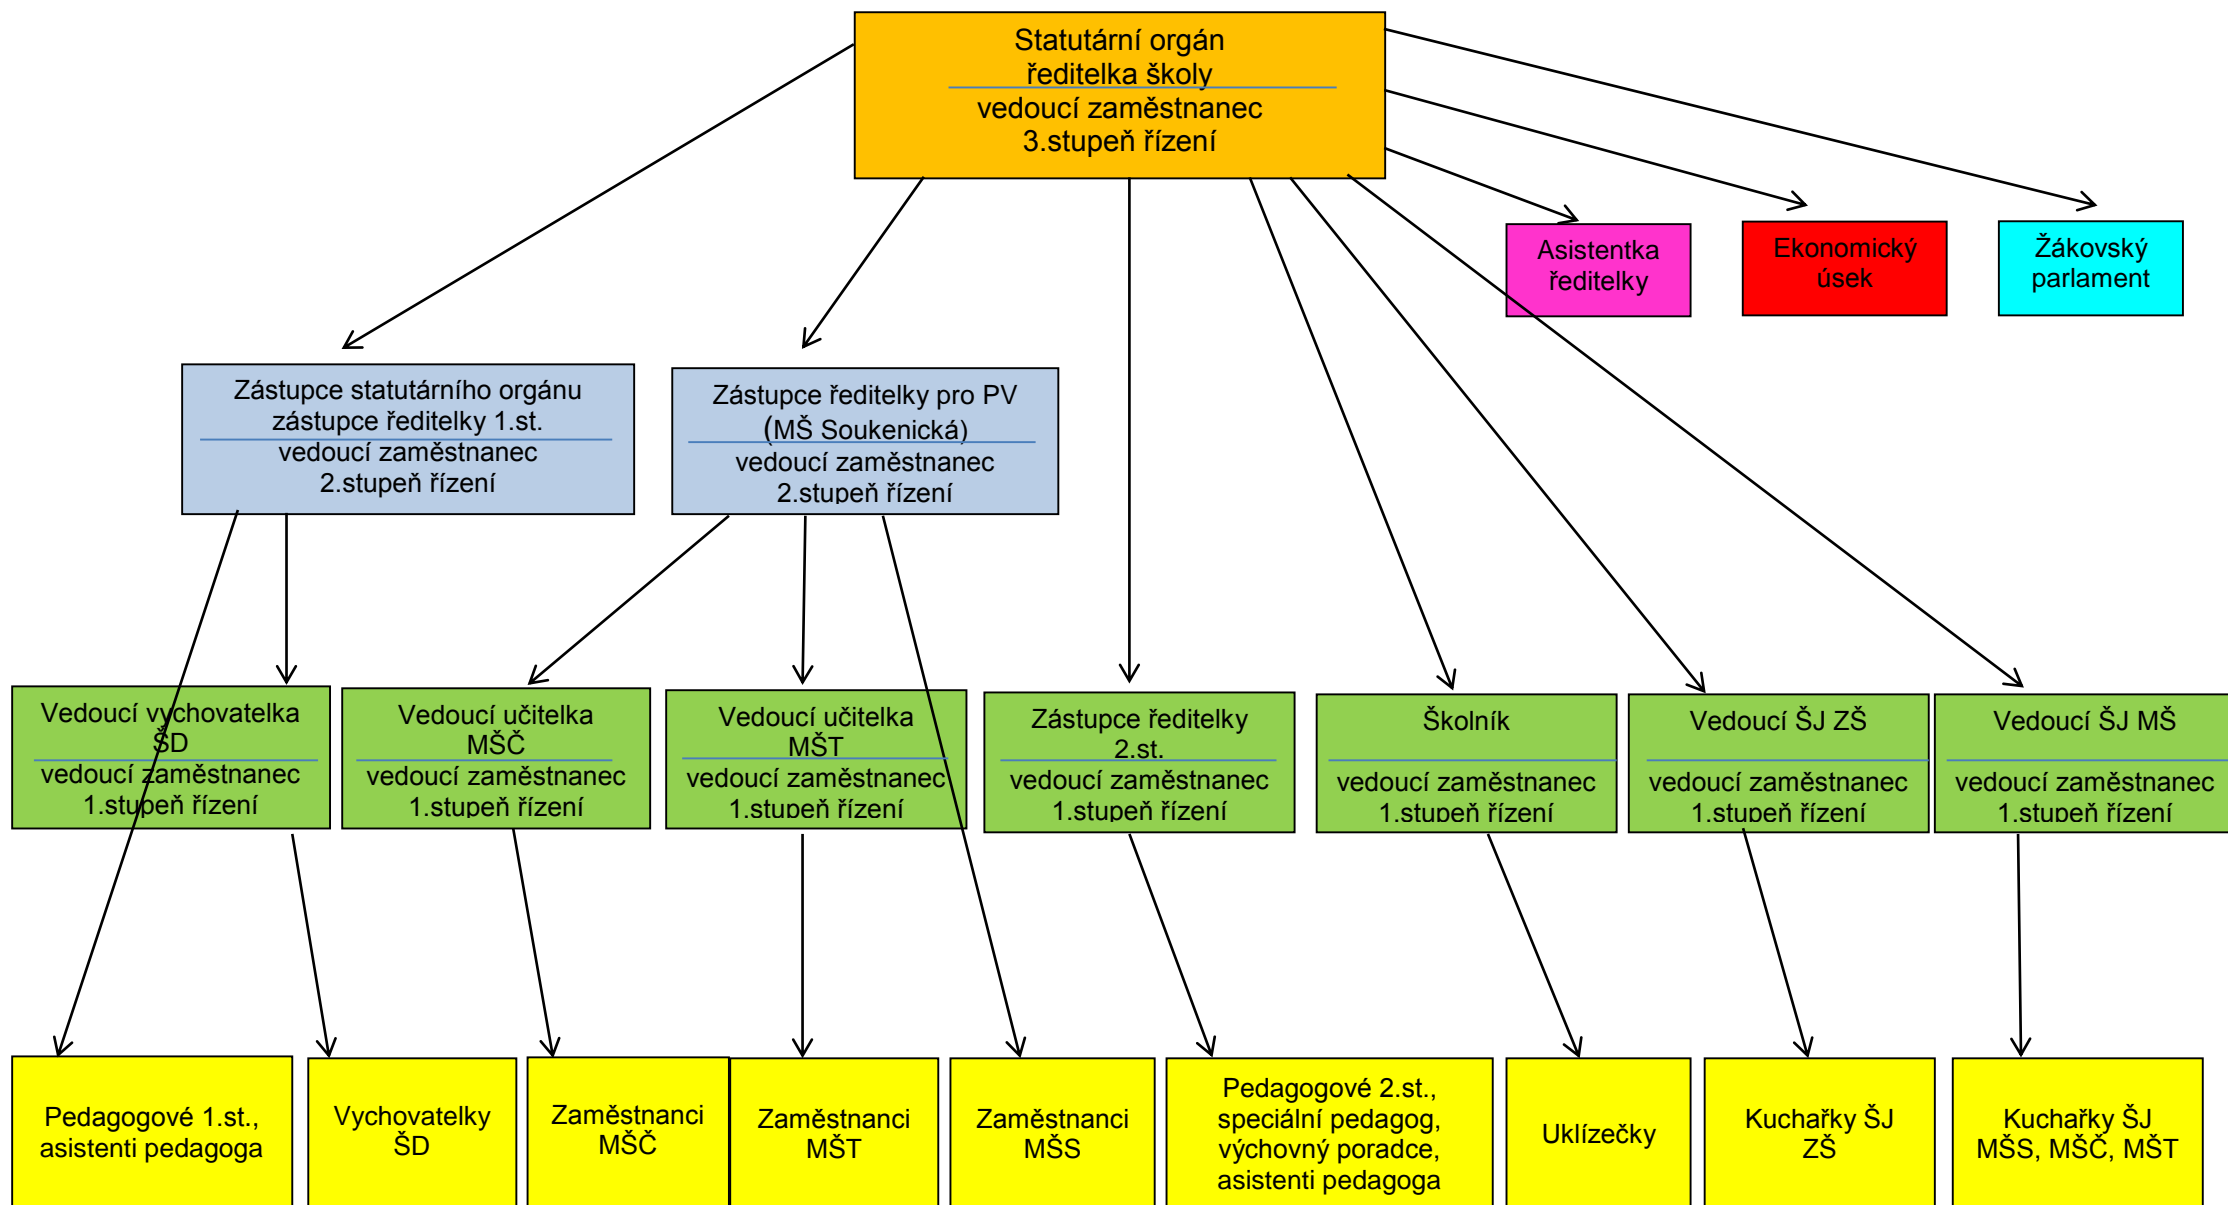 Statutární orgán
ředitelka školy
vedoucí zaměstnanec
3.stupeň řízení
Asistentka
ředitelky
Ekonomický
úsek
Žákovský
parlament
Zástupce statutárního orgánu
zástupce ředitelky 1.st.
vedoucí zaměstnanec
2.stupeň řízení
Zástupce ředitelky pro PV
(MŠ Soukenická)
vedoucí zaměstnanec
2.stupeň řízení
Vedoucí vychovatelka
ŠD
vedoucí zaměstnanec
1.stupeň řízení
Vedoucí učitelka
MŠČ
vedoucí zaměstnanec
1.stupeň řízení
Vedoucí učitelka
MŠT
vedoucí zaměstnanec
1.stupeň řízení
Zástupce ředitelky
2.st.
vedoucí zaměstnanec
1.stupeň řízení
Školník
vedoucí zaměstnanec
1.stupeň řízení
Vedoucí ŠJ ZŠ
vedoucí zaměstnanec
1.stupeň řízení
Vedoucí ŠJ MŠ
vedoucí zaměstnanec
1.stupeň řízení
Pedagogové 1.st.,
asistenti pedagoga
Vychovatelky
ŠD
Zaměstnanci
MŠČ
Zaměstnanci
MŠT
Zaměstnanci
MŠS
Pedagogové 2.st.,
speciální pedagog,
výchovný poradce,
asistenti pedagoga
Uklízečky
Kuchařky ŠJ
ZŠ
Kuchařky ŠJ
MŠS, MŠČ, MŠT